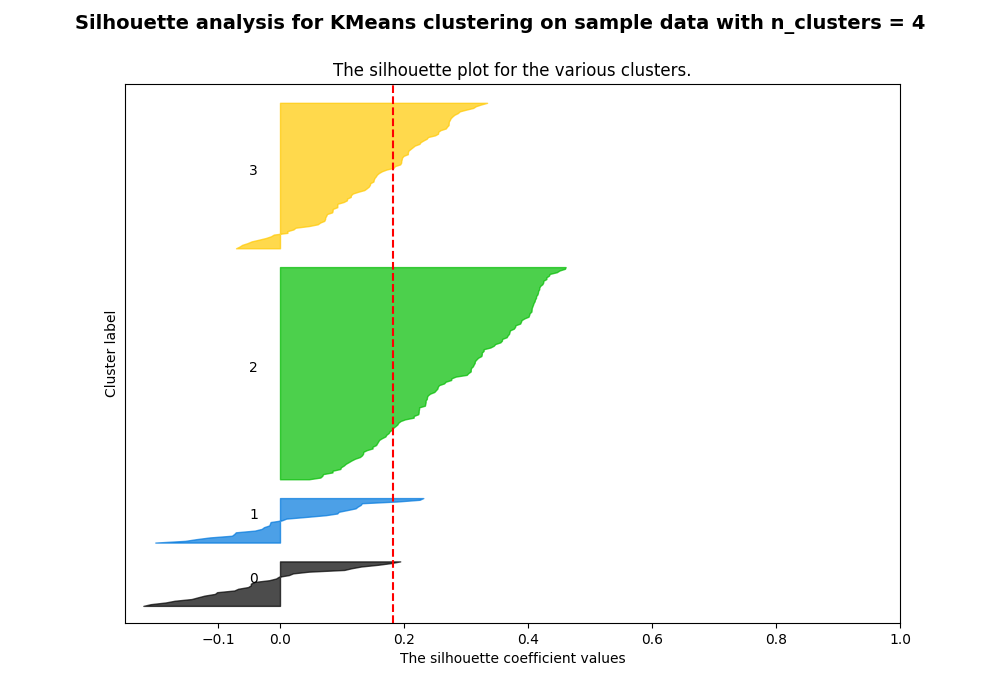 Silhouette analysis for KMeans clustering on sample data with n_clusters = 4
The silhouette plot for the various clusters.
3
2
1
0
Cluster label
−0.1 0.0 0.2 0.4 0.6 0.8 1.0
The silhouette coefficient values